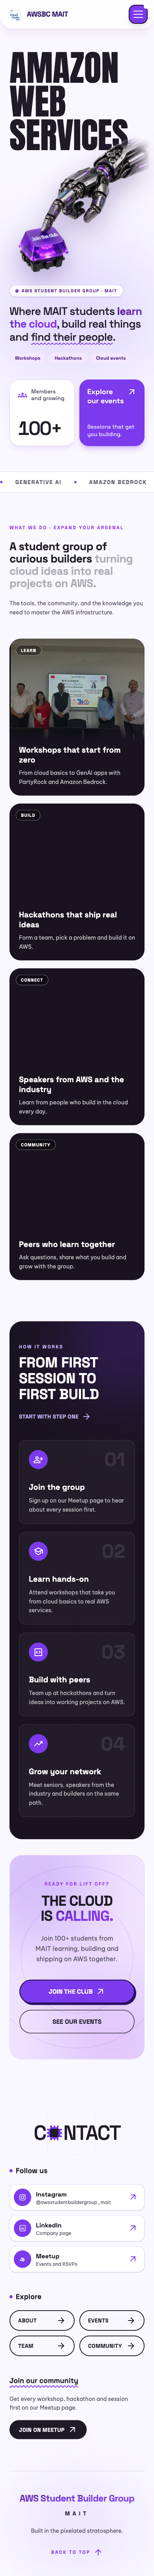 AWSBC MAIT
AMAZON
WEB
SERVICES
Join the Club
AWS STUDENT BUILDER GROUP · MAIT
Where MAIT students learn
the cloud, build real things
and find their people.
Workshops
Hackathons
Cloud events
Members
and growing
100+
Explore
our events
Sessions that get
you building.
GENERATIVE AI
AMAZON BEDROCK
WHAT WE DO · EXPAND YOUR ARSENAL
A student group of
curious builders turning
cloud ideas into real
projects on AWS.
The tools, the community, and the knowledge you
need to master the AWS infrastructure.
LEARN
Workshops that start from
zero
From cloud basics to GenAI apps with
PartyRock and Amazon Bedrock.
BUILD
Hackathons that ship real
ideas
Form a team, pick a problem and build it on
AWS.
CONNECT
Speakers from AWS and the
industry
Learn from people who build in the cloud
every day.
COMMUNITY
Peers who learn together
Ask questions, share what you build and
grow with the group.
HOW IT WORKS
FROM FIRST
SESSION TO
FIRST BUILD
START WITH STEP ONE
01
Join the group
Sign up on our Meetup page to hear
about every session first.
02
Learn hands-on
Attend workshops that take you
from cloud basics to real AWS
services.
03
Build with peers
Team up at hackathons and turn
ideas into working projects on AWS.
04
Grow your network
Meet seniors, speakers from the
industry and builders on the same
path.
READY FOR LIFT OFF?
THE CLOUD
IS CALLING.
Join 100+ students from
MAIT learning, building and
shipping on AWS together.
JOIN THE CLUB
SEE OUR EVENTS
CONTACT
Follow us
Instagram
@awsstudentbuildergroup_mait
LinkedIn
Company page
Meetup
Events and RSVPs
Explore
ABOUT
EVENTS
TEAM
COMMUNITY
Join our community
Get every workshop, hackathon and session
first on our Meetup page.
JOIN ON MEETUP
AWS Student Builder Group
MAIT
Built in the pixelated stratosphere.
BACK TO TOP